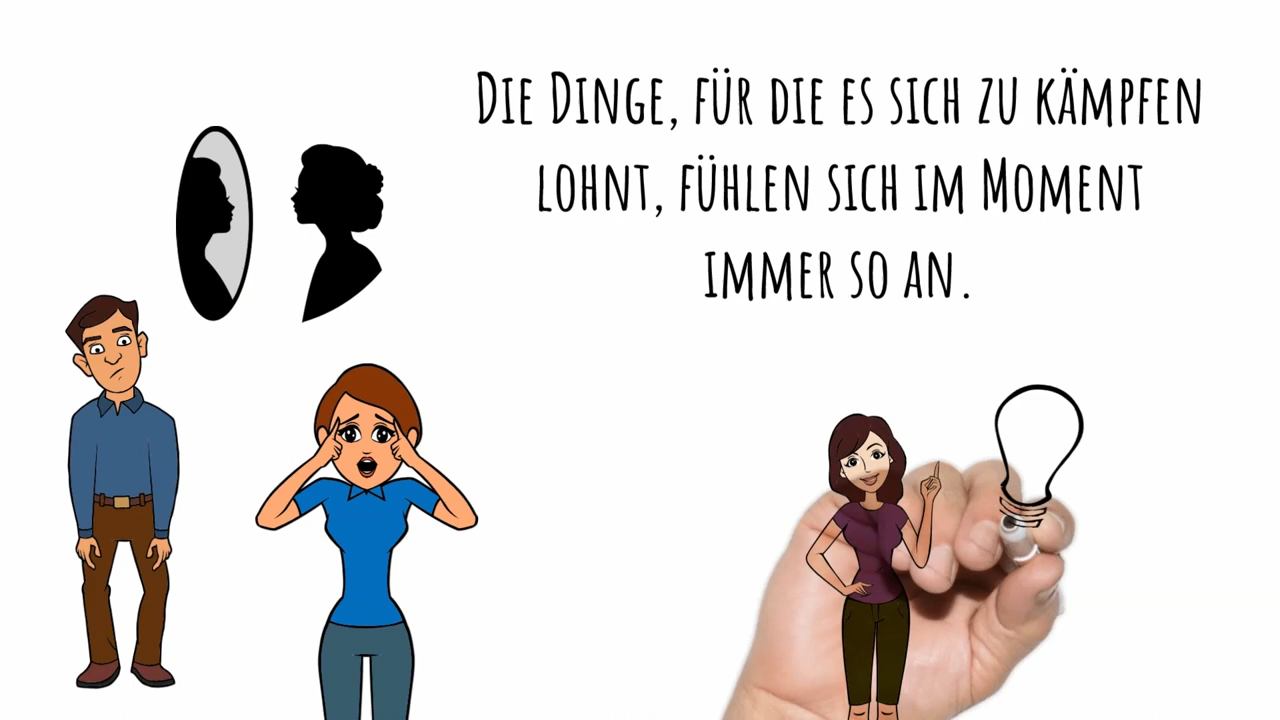 Die Dinge, für die es sich zu kämpfen
lohnt, fühlen sich im Moment
immer so an.